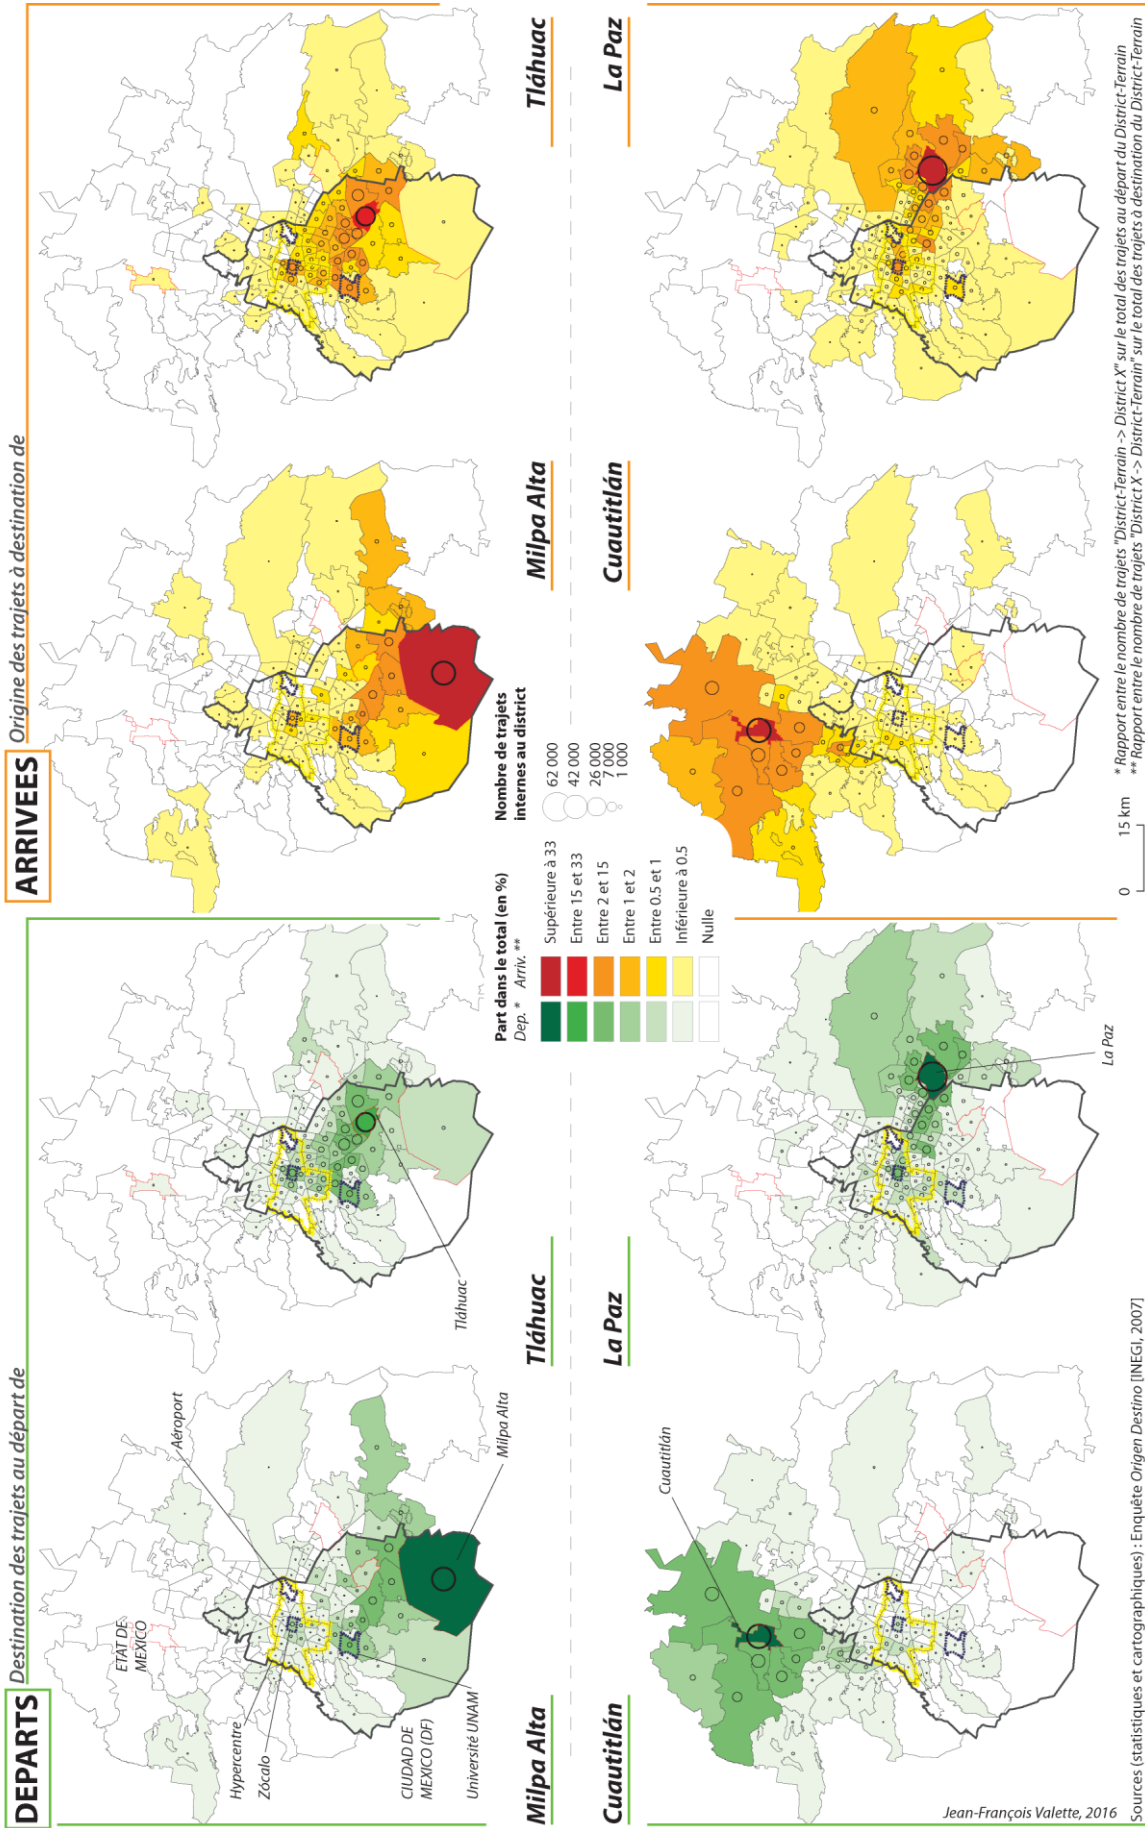 DEPARTS
Destination des trajets au départ de
ETAT DE
MEXICO
Aéroport
Hypercentre
Zócalo
CIUDAD DE
MEXICO (DF)
Université UNAM
Milpa Alta
Milpa Alta
Tláhuac
Tláhuac
ARRIVEES
Origine des trajets à destination de
Milpa Alta
Tláhuac
Part dans le total (en %)
Dep. * Arriv. **
Supérieure à 33
Entre 15 et 33
Entre 2 et 15
Entre 1 et 2
Entre 0.5 et 1
Inférieure à 0.5
Nulle
Nombre de trajets
internes au district
62 000
42 000
26 000
7 000
1 000
Cuautitlán
Cuautitlán
La Paz
La Paz
Cuautitlán
La Paz
Jean-François Valette, 2016
Sources (statistiques et cartographiques) : Enquête Origen Destino [INEGI, 2007]
0 15 km
* Rapport entre le nombre de trajets "District-Terrain -> District X" sur le total des trajets au départ du District-Terrain
** Rapport entre le nombre de trajets "District X -> District-Terrain" sur le total des trajets à destination du District-Terrain